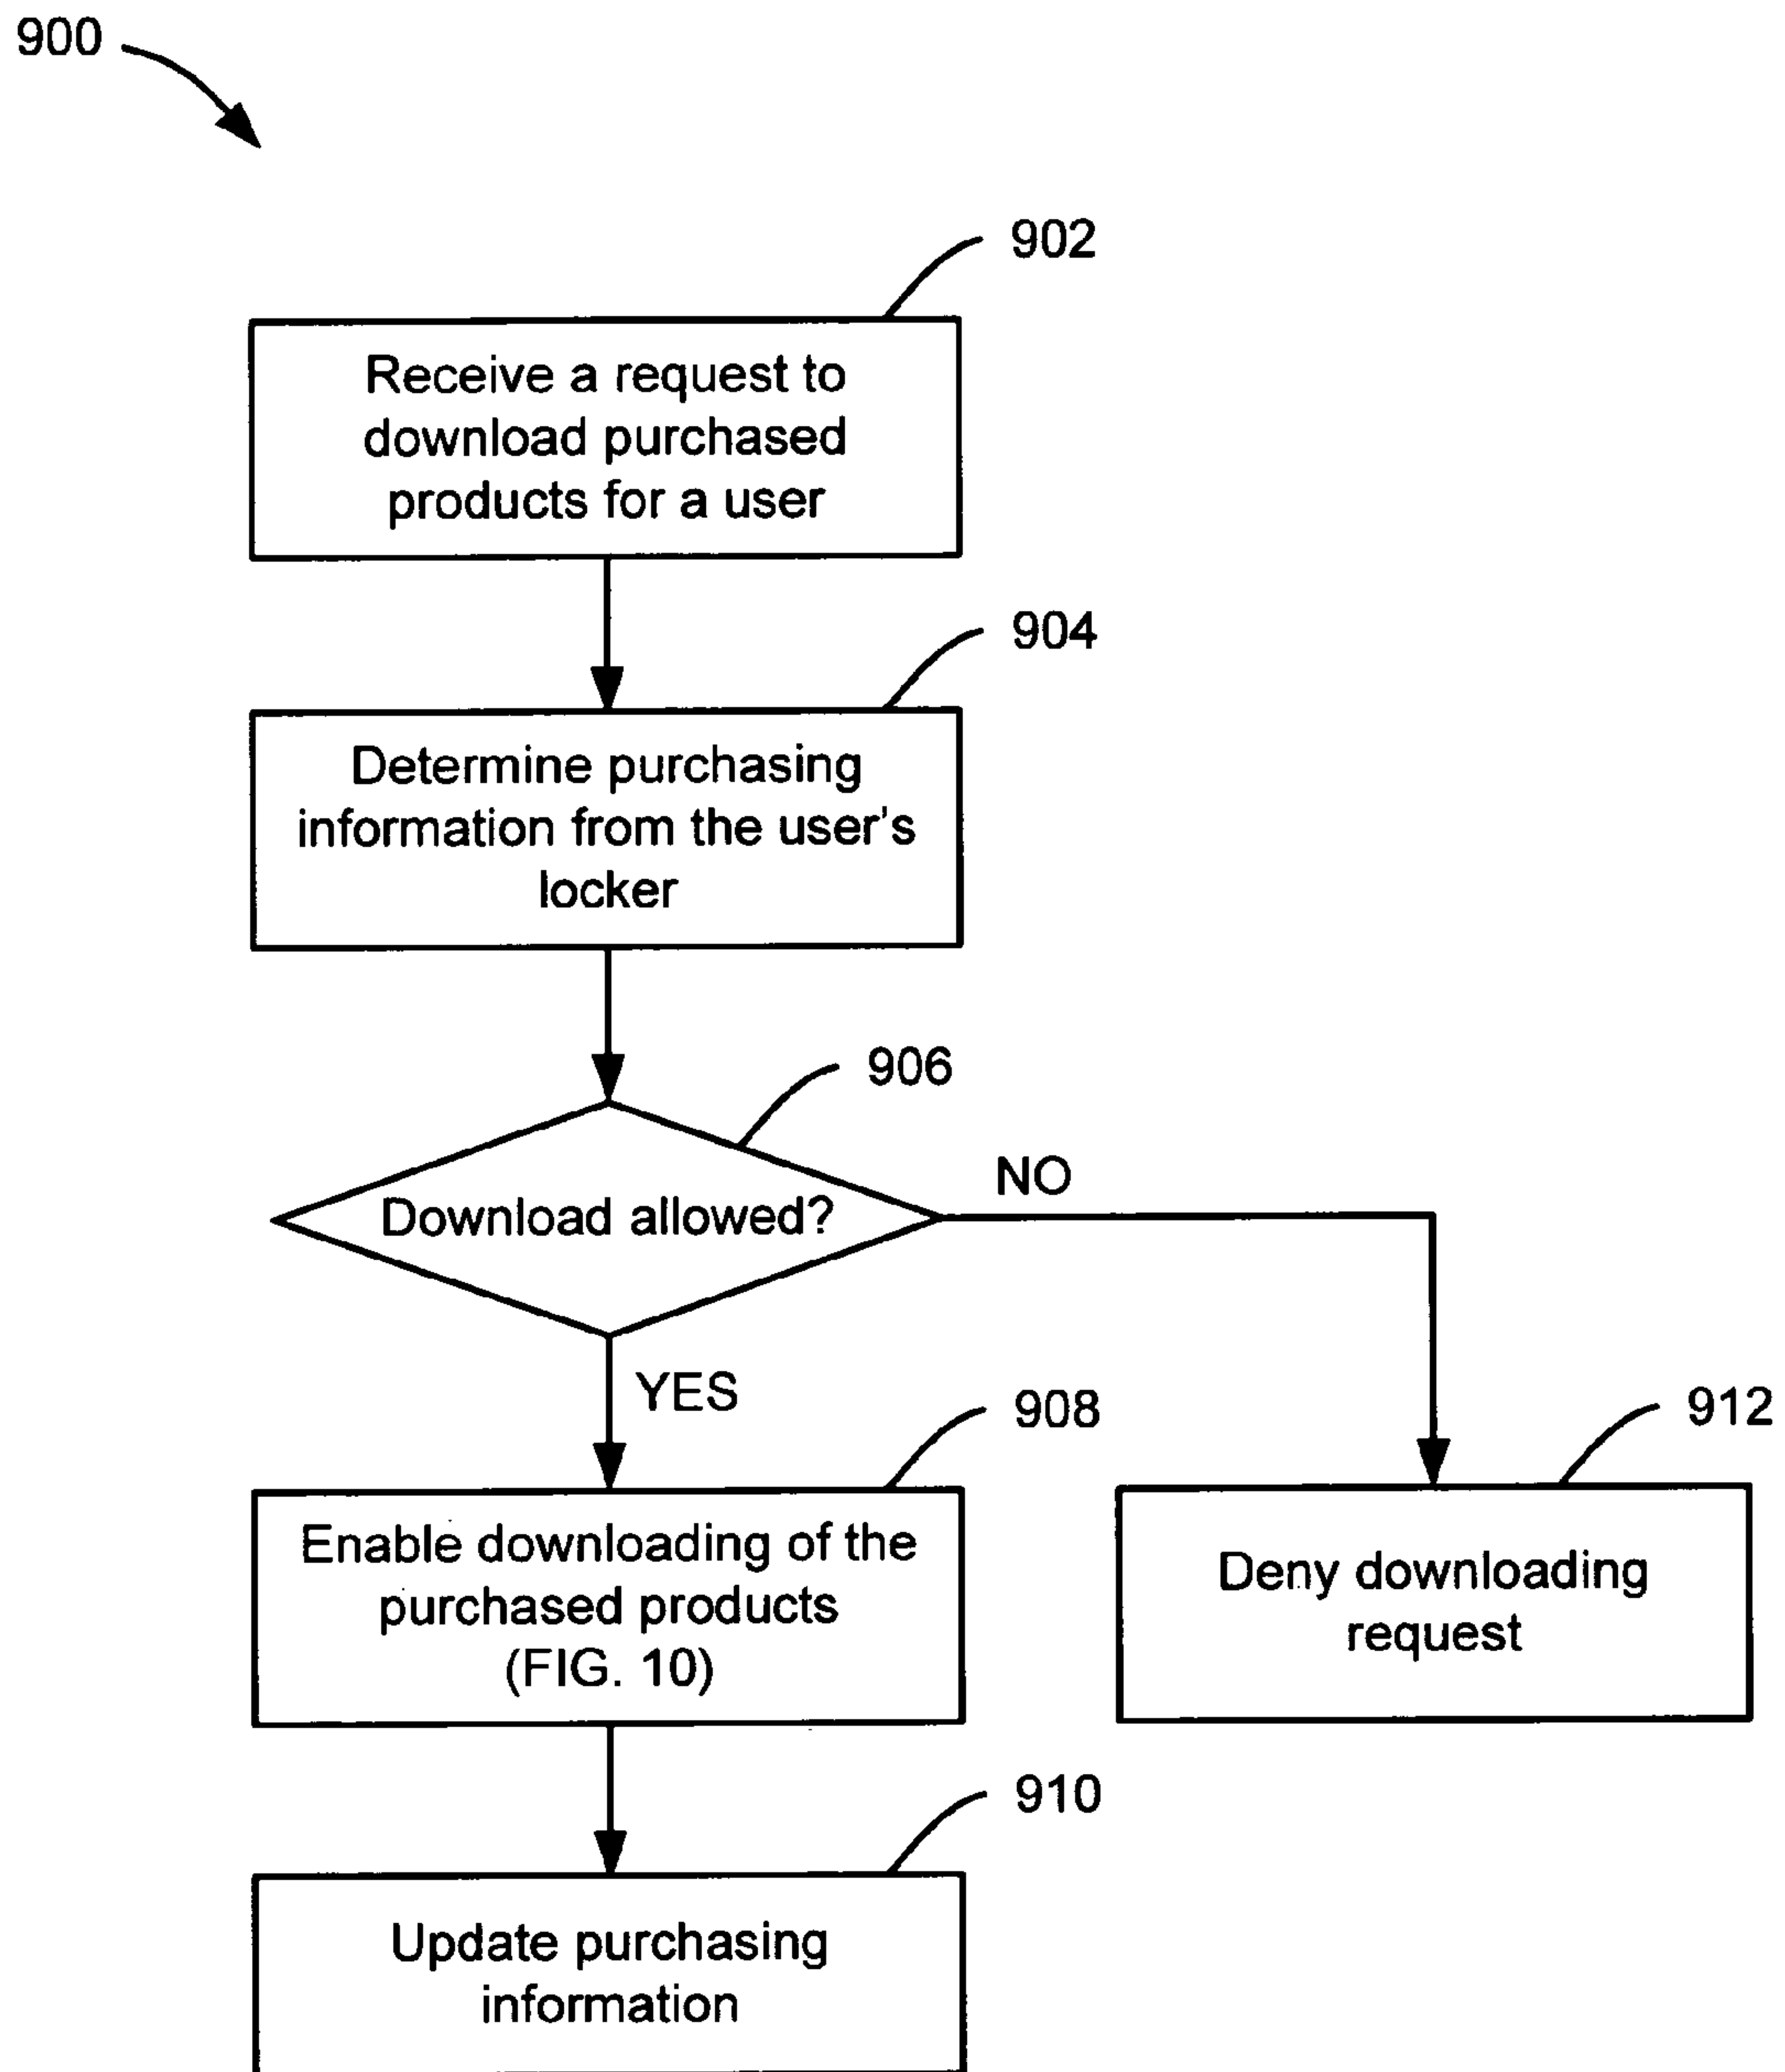 900
902
Receive a request to
download purchased
products for a user
904
Determine purchasing
information from the user's
locker
906
Download allowed?
NO
YES
908
Enable downloading of the
purchased products
(FIG. 10)
912
Deny downloading
request
910
Update purchasing
information